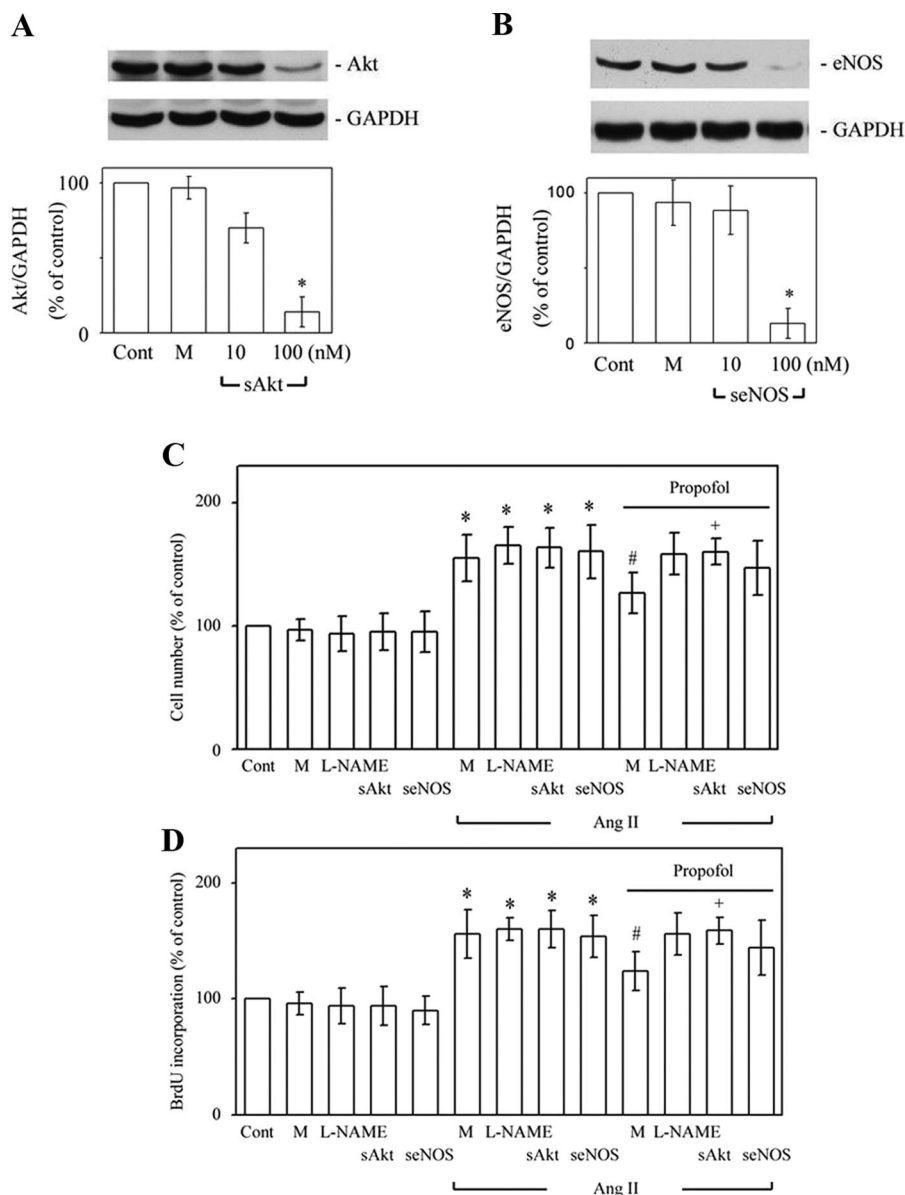 A
- Akt
- GAPDH
Akt/GAPDH
(% of control)
100
0
*
Cont M 10 100 (nM)
sAkt
B
- eNOS
- GAPDH
eNOS/GAPDH
(% of control)
100
0
*
Cont M 10 100 (nM)
seNOS
C
Cell number (% of control)
200
100
0
Propofol
* * * * # +
Cont M L-NAME M L-NAME M L-NAME
sAkt seNOS sAkt seNOS sAkt seNOS
Ang II
D
BrdU incorporation (% of control)
200
100
0
Propofol
* * * * # +
Cont M L-NAME M L-NAME M L-NAME
sAkt seNOS sAkt seNOS sAkt seNOS
Ang II